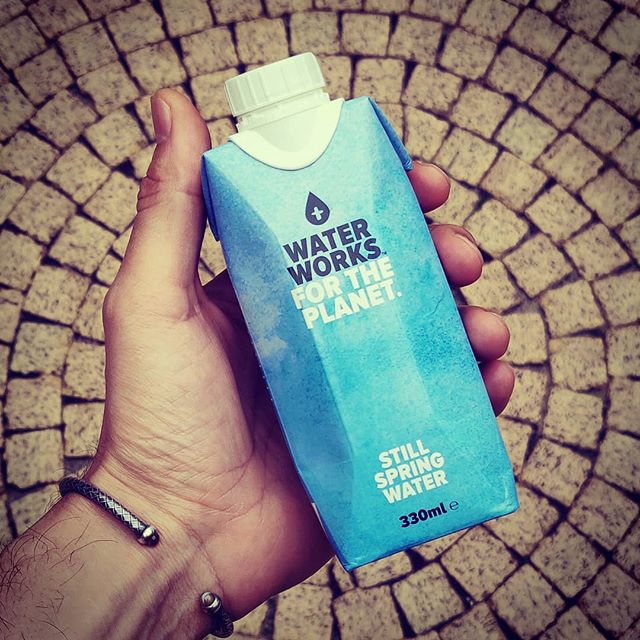 WATER
WORKS
FOR THE
PLANET.
STILL
SPRING
WATER
330ml ℮